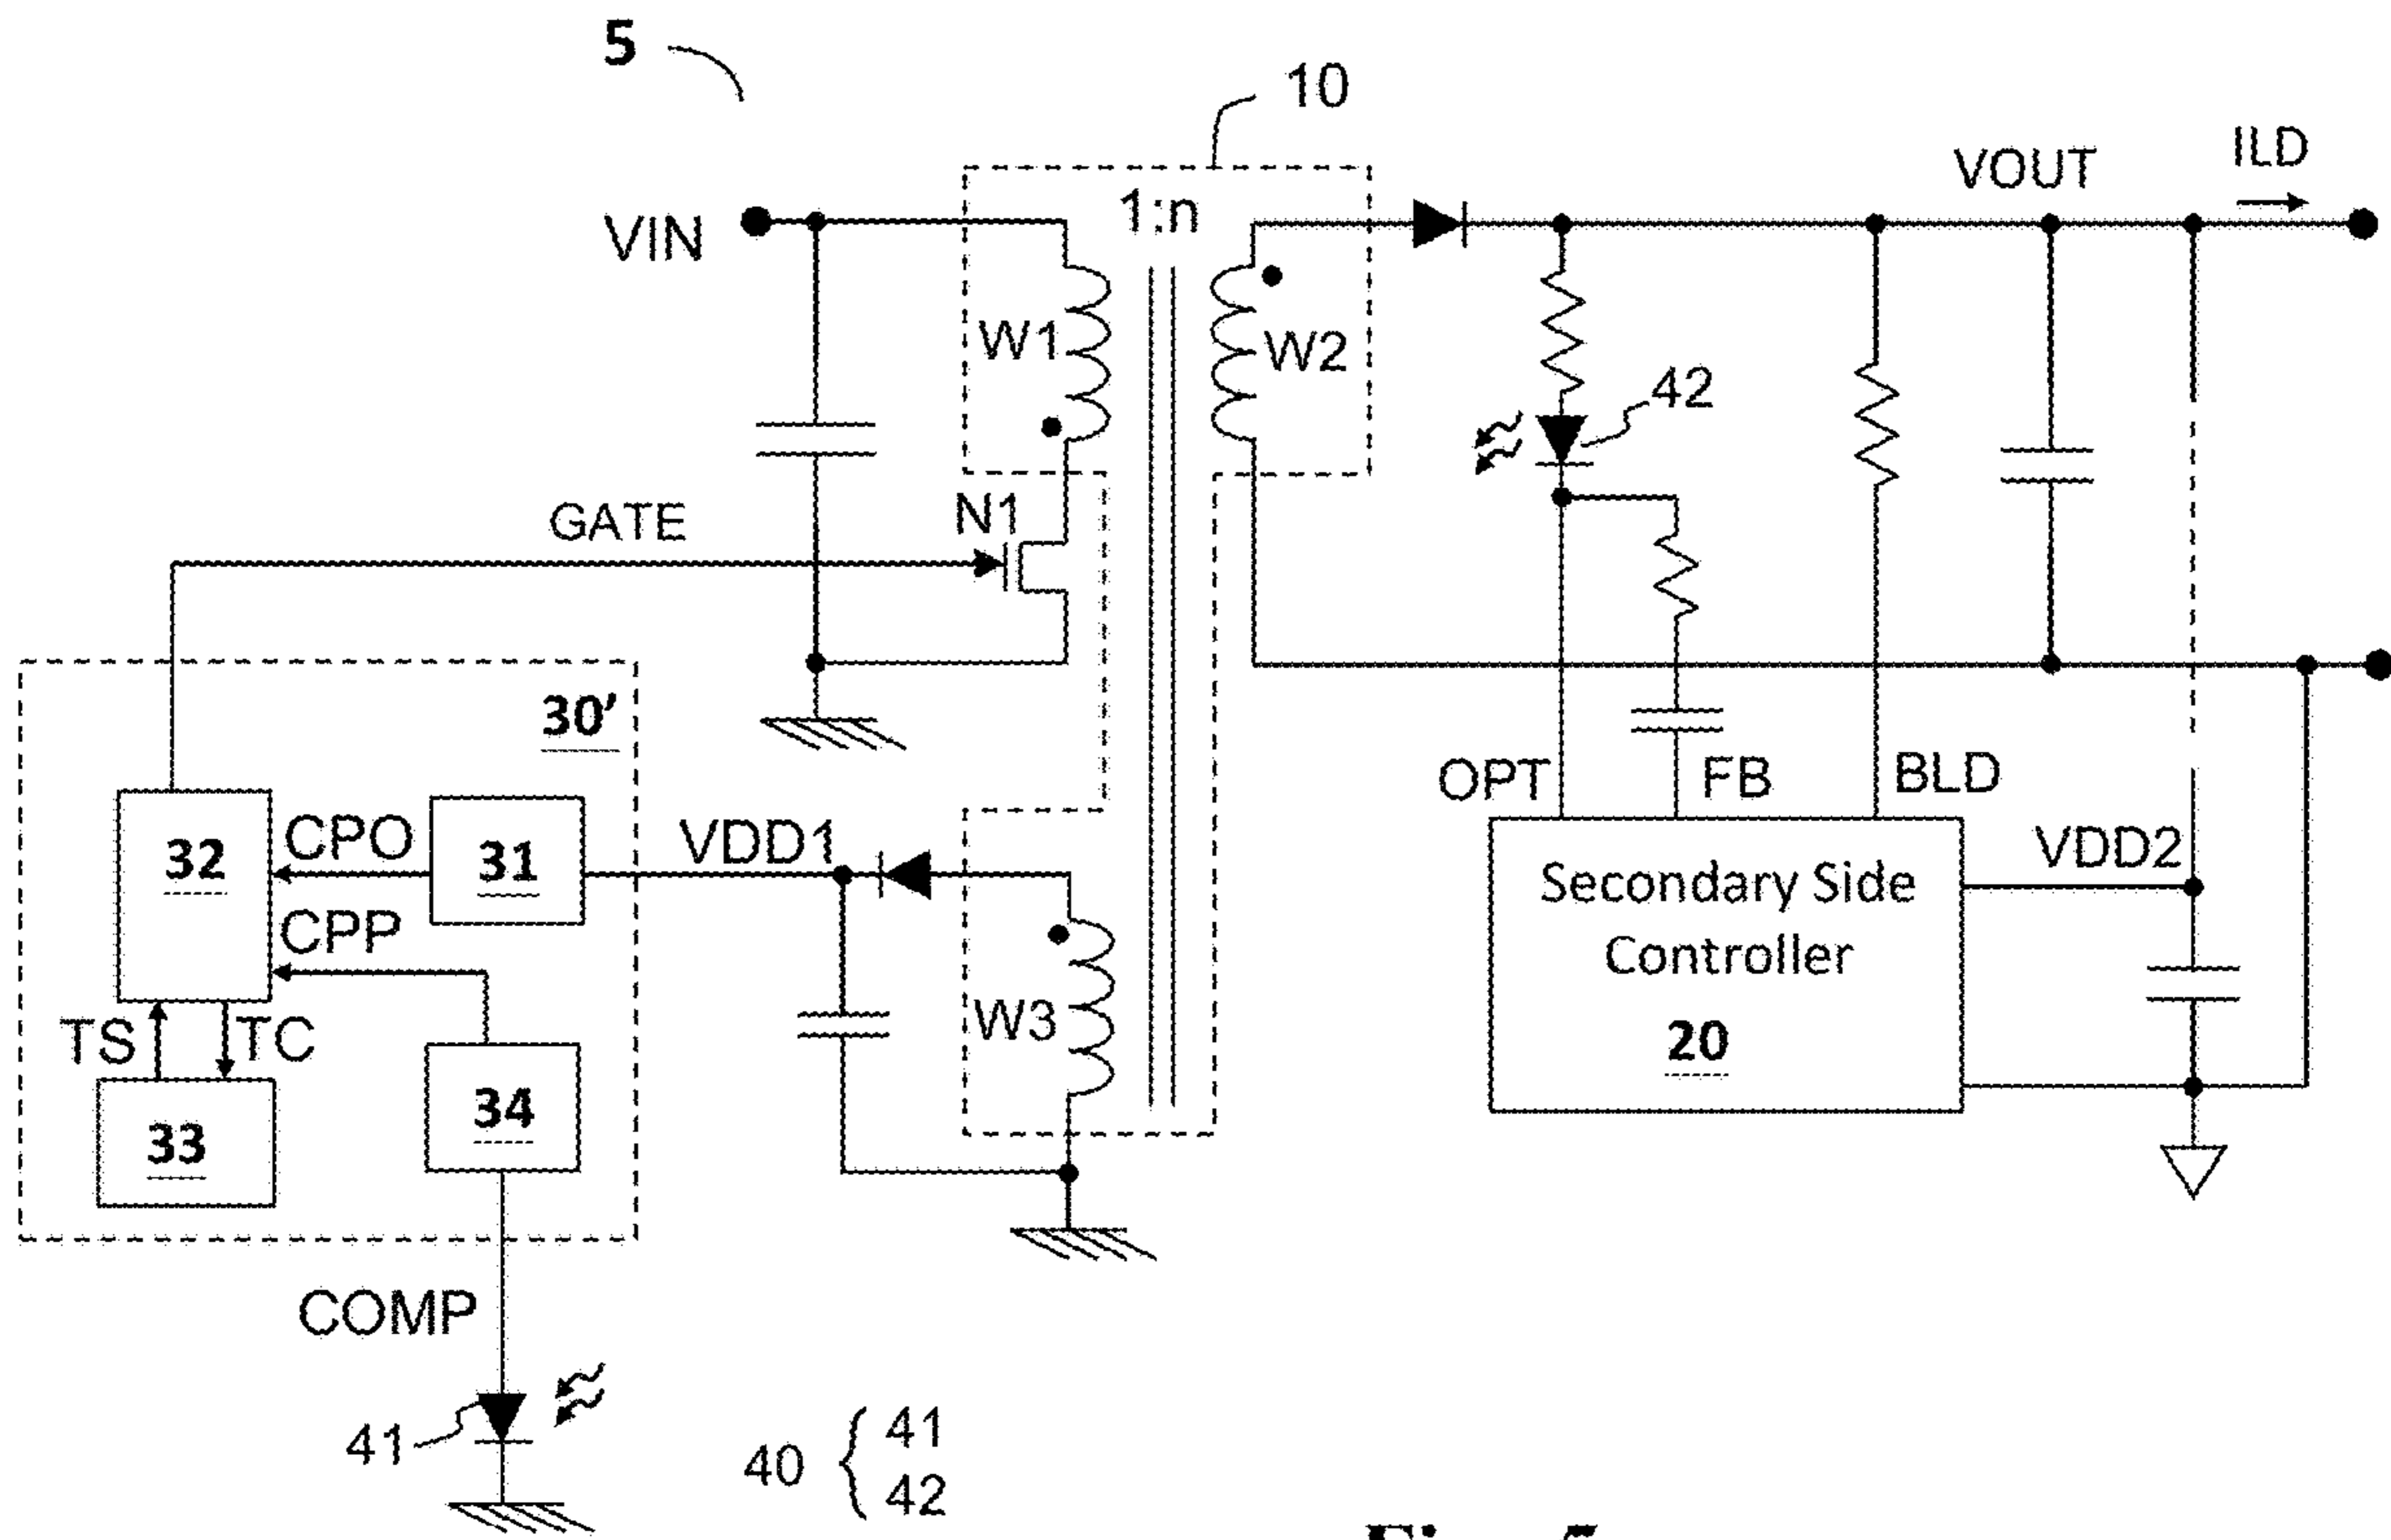 5
10
ILD
VOUT
1:n
VIN
W1
W2
42
GATE
N1
30'
OPT
FB
BLD
CPO
VDD1
32
31
VDD2
Secondary Side
Controller
20
CPP
W3
TS
TC
34
33
COMP
41
40 { 41
42